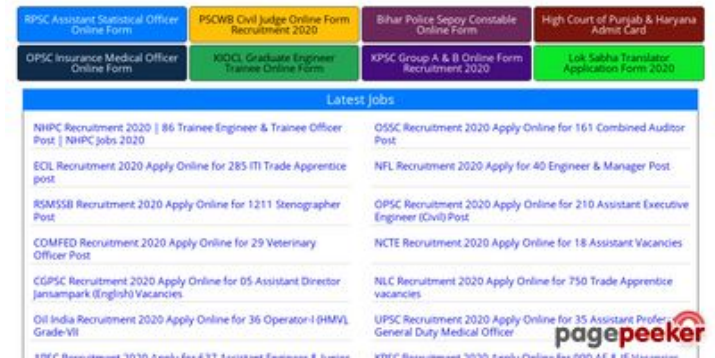 RPSC Assistant Statistical Officer
Online Form
PSCWB Civil Judge Online Form
Recruitment 2020
Bihar Police Sepoy Constable
Online Form
High Court of Punjab & Haryana
Admit Card
OPSC Insurance Medical Officer
Online Form
KIOCL Graduate Engineer
Trainee Online Form
KPSC Group A & B Online Form
Recruitment 2020
Lok Sabha Translator
Application Form 2020
Latest Jobs
NHPC Recruitment 2020 | 86 Trainee Engineer & Trainee Officer
Post | NHPC Jobs 2020
ECIL Recruitment 2020 Apply Online for 285 ITI Trade Apprentice
post
RSMSSB Recruitment 2020 Apply Online for 1211 Stenographer
Post
COMFED Recruitment 2020 Apply Online for 29 Veterinary
Officer Post
CGPSC Recruitment 2020 Apply Online for 05 Assistant Director
Jansampark (English) Vacancies
Oil India Recruitment 2020 Apply Online for 36 Operator-I (HMV),
Grade-VII
OSSC Recruitment 2020 Apply Online for 161 Combined Auditor
Post
NFL Recruitment 2020 Apply for 40 Engineer & Manager Post
OPSC Recruitment 2020 Apply Online for 210 Assistant Executive
Engineer (Civil) Post
NCTE Recruitment 2020 Apply Online for 18 Assistant Vacancies
NLC Recruitment 2020 Apply Online for 750 Trade Apprentice
vacancies
UPSC Recruitment 2020 Apply Online for 35 Assistant
General Duty Medical Officer
pagepeeker